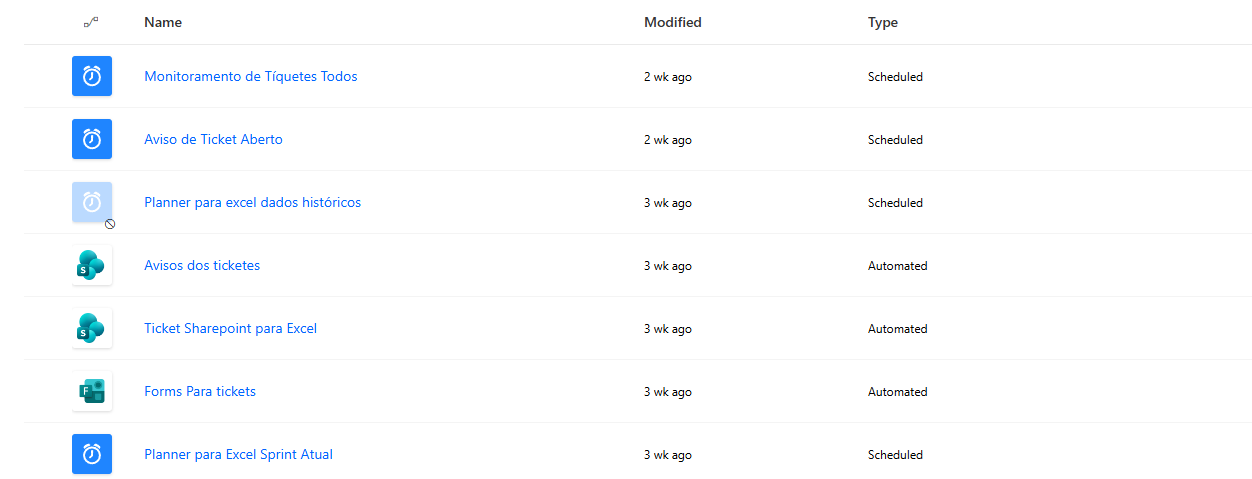 Name Modified Type
Monitoramento de Tíquetes Todos 2 wk ago Scheduled
Aviso de Ticket Aberto 2 wk ago Scheduled
Planner para excel dados históricos 3 wk ago Scheduled
S Avisos dos ticketes 3 wk ago Automated
S Ticket Sharepoint para Excel 3 wk ago Automated
F Forms Para tickets 3 wk ago Automated
Planner para Excel Sprint Atual 3 wk ago Scheduled